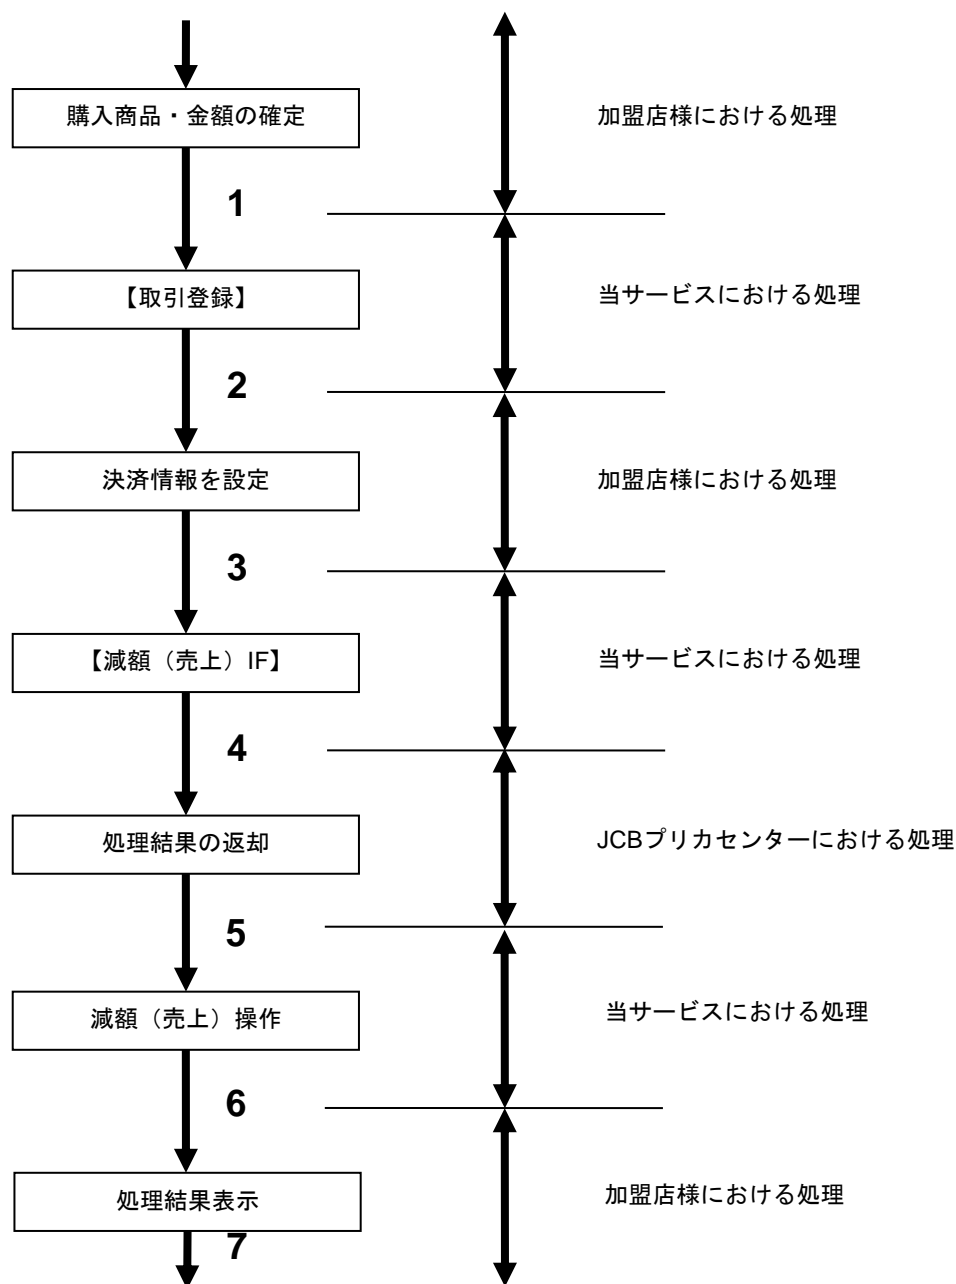 購入商品・金額の確定
加盟店様における処理
1
【取引登録】
当サービスにおける処理
2
決済情報を設定
加盟店様における処理
3
【減額（売上）IF】
当サービスにおける処理
4
処理結果の返却
JCBプリカセンターにおける処理
5
減額（売上）操作
当サービスにおける処理
6
処理結果表示
加盟店様における処理
7